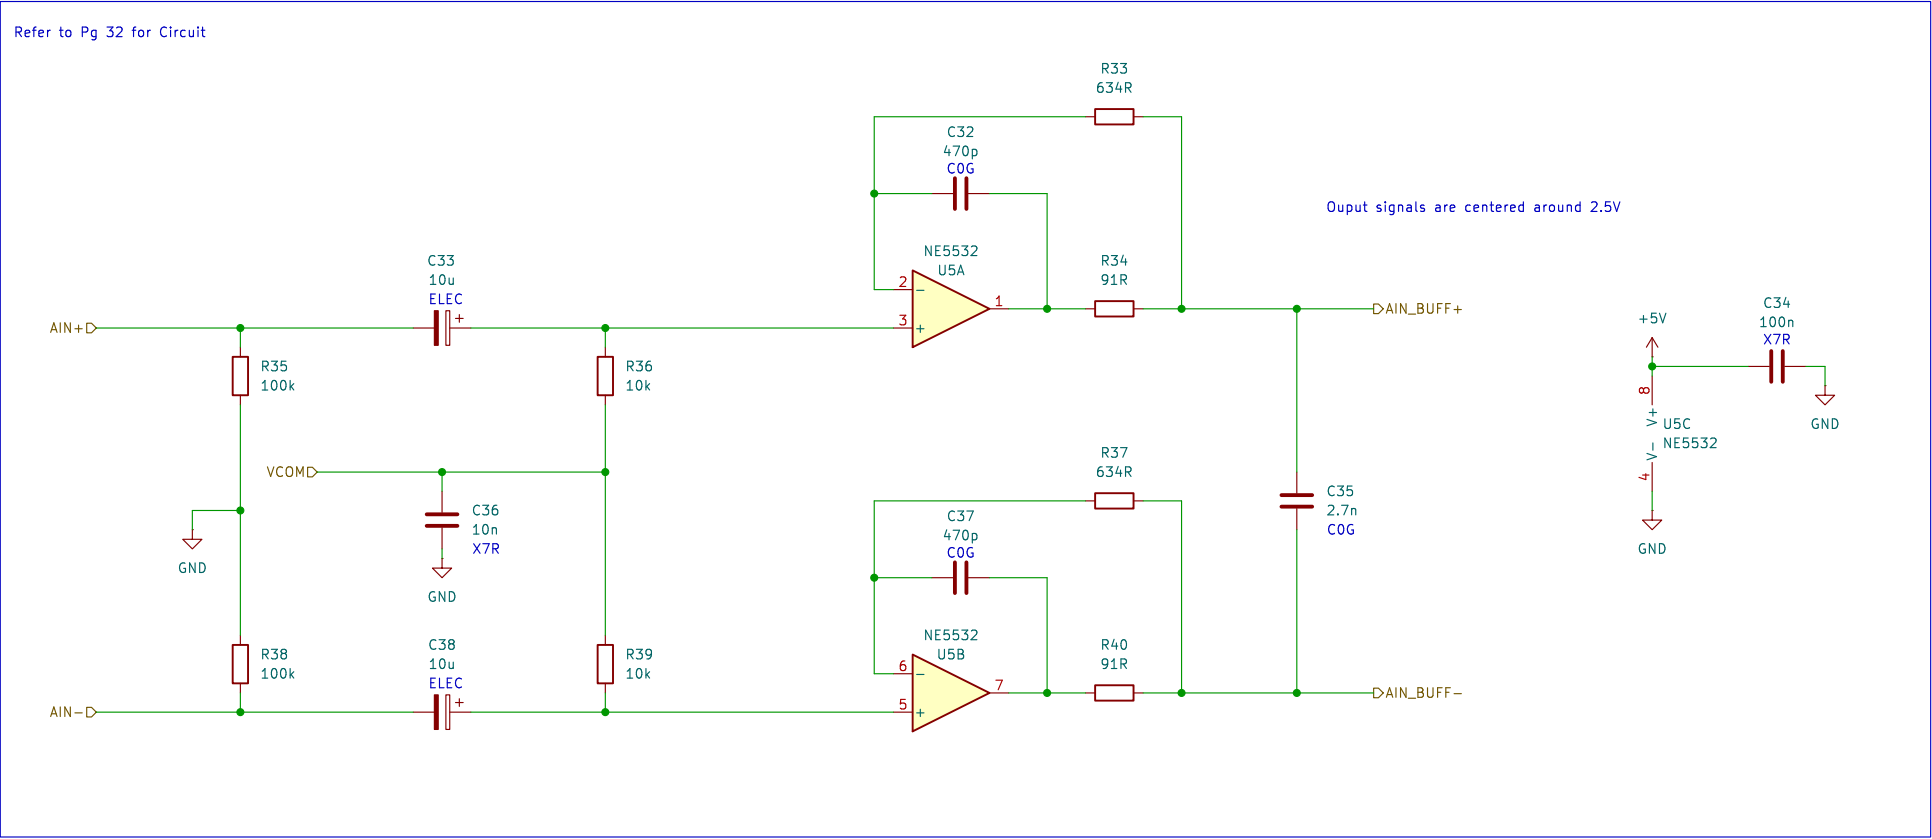 Refer to Pg 32 for Circuit
R33
634R
C32
470p
C0G
Ouput signals are centered around 2.5V
NE5532
U5A
2
-
3
+
1
R34
91R
AIN_BUFF+
C33
10u
ELEC
+
AIN+
R35
100k
R36
10k
C34
100n
X7R
+5V
8
V+
U5C
NE5532
V-
4
GND
GND
VCOM
C36
10n
X7R
GND
GND
R37
634R
C37
470p
C0G
C35
2.7n
C0G
NE5532
U5B
6
-
5
+
7
R40
91R
AIN_BUFF-
R38
100k
C38
10u
ELEC
+
R39
10k
AIN-